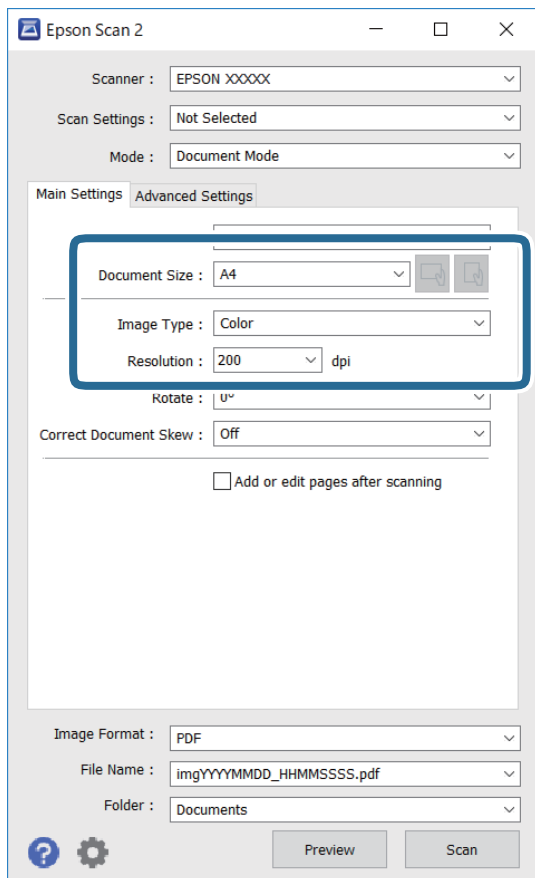 Epson Scan 2
Scanner : EPSON XXXXX
Scan Settings : Not Selected
Mode : Document Mode
Main Settings Advanced Settings
Document Size : A4
Image Type : Color
Resolution : 200 dpi
Rotate : 0º
Correct Document Skew : Off
Add or edit pages after scanning
Image Format : PDF
File Name : imgYYYYMMDD_HHMMSSSS.pdf
Folder : Documents
? Preview Scan